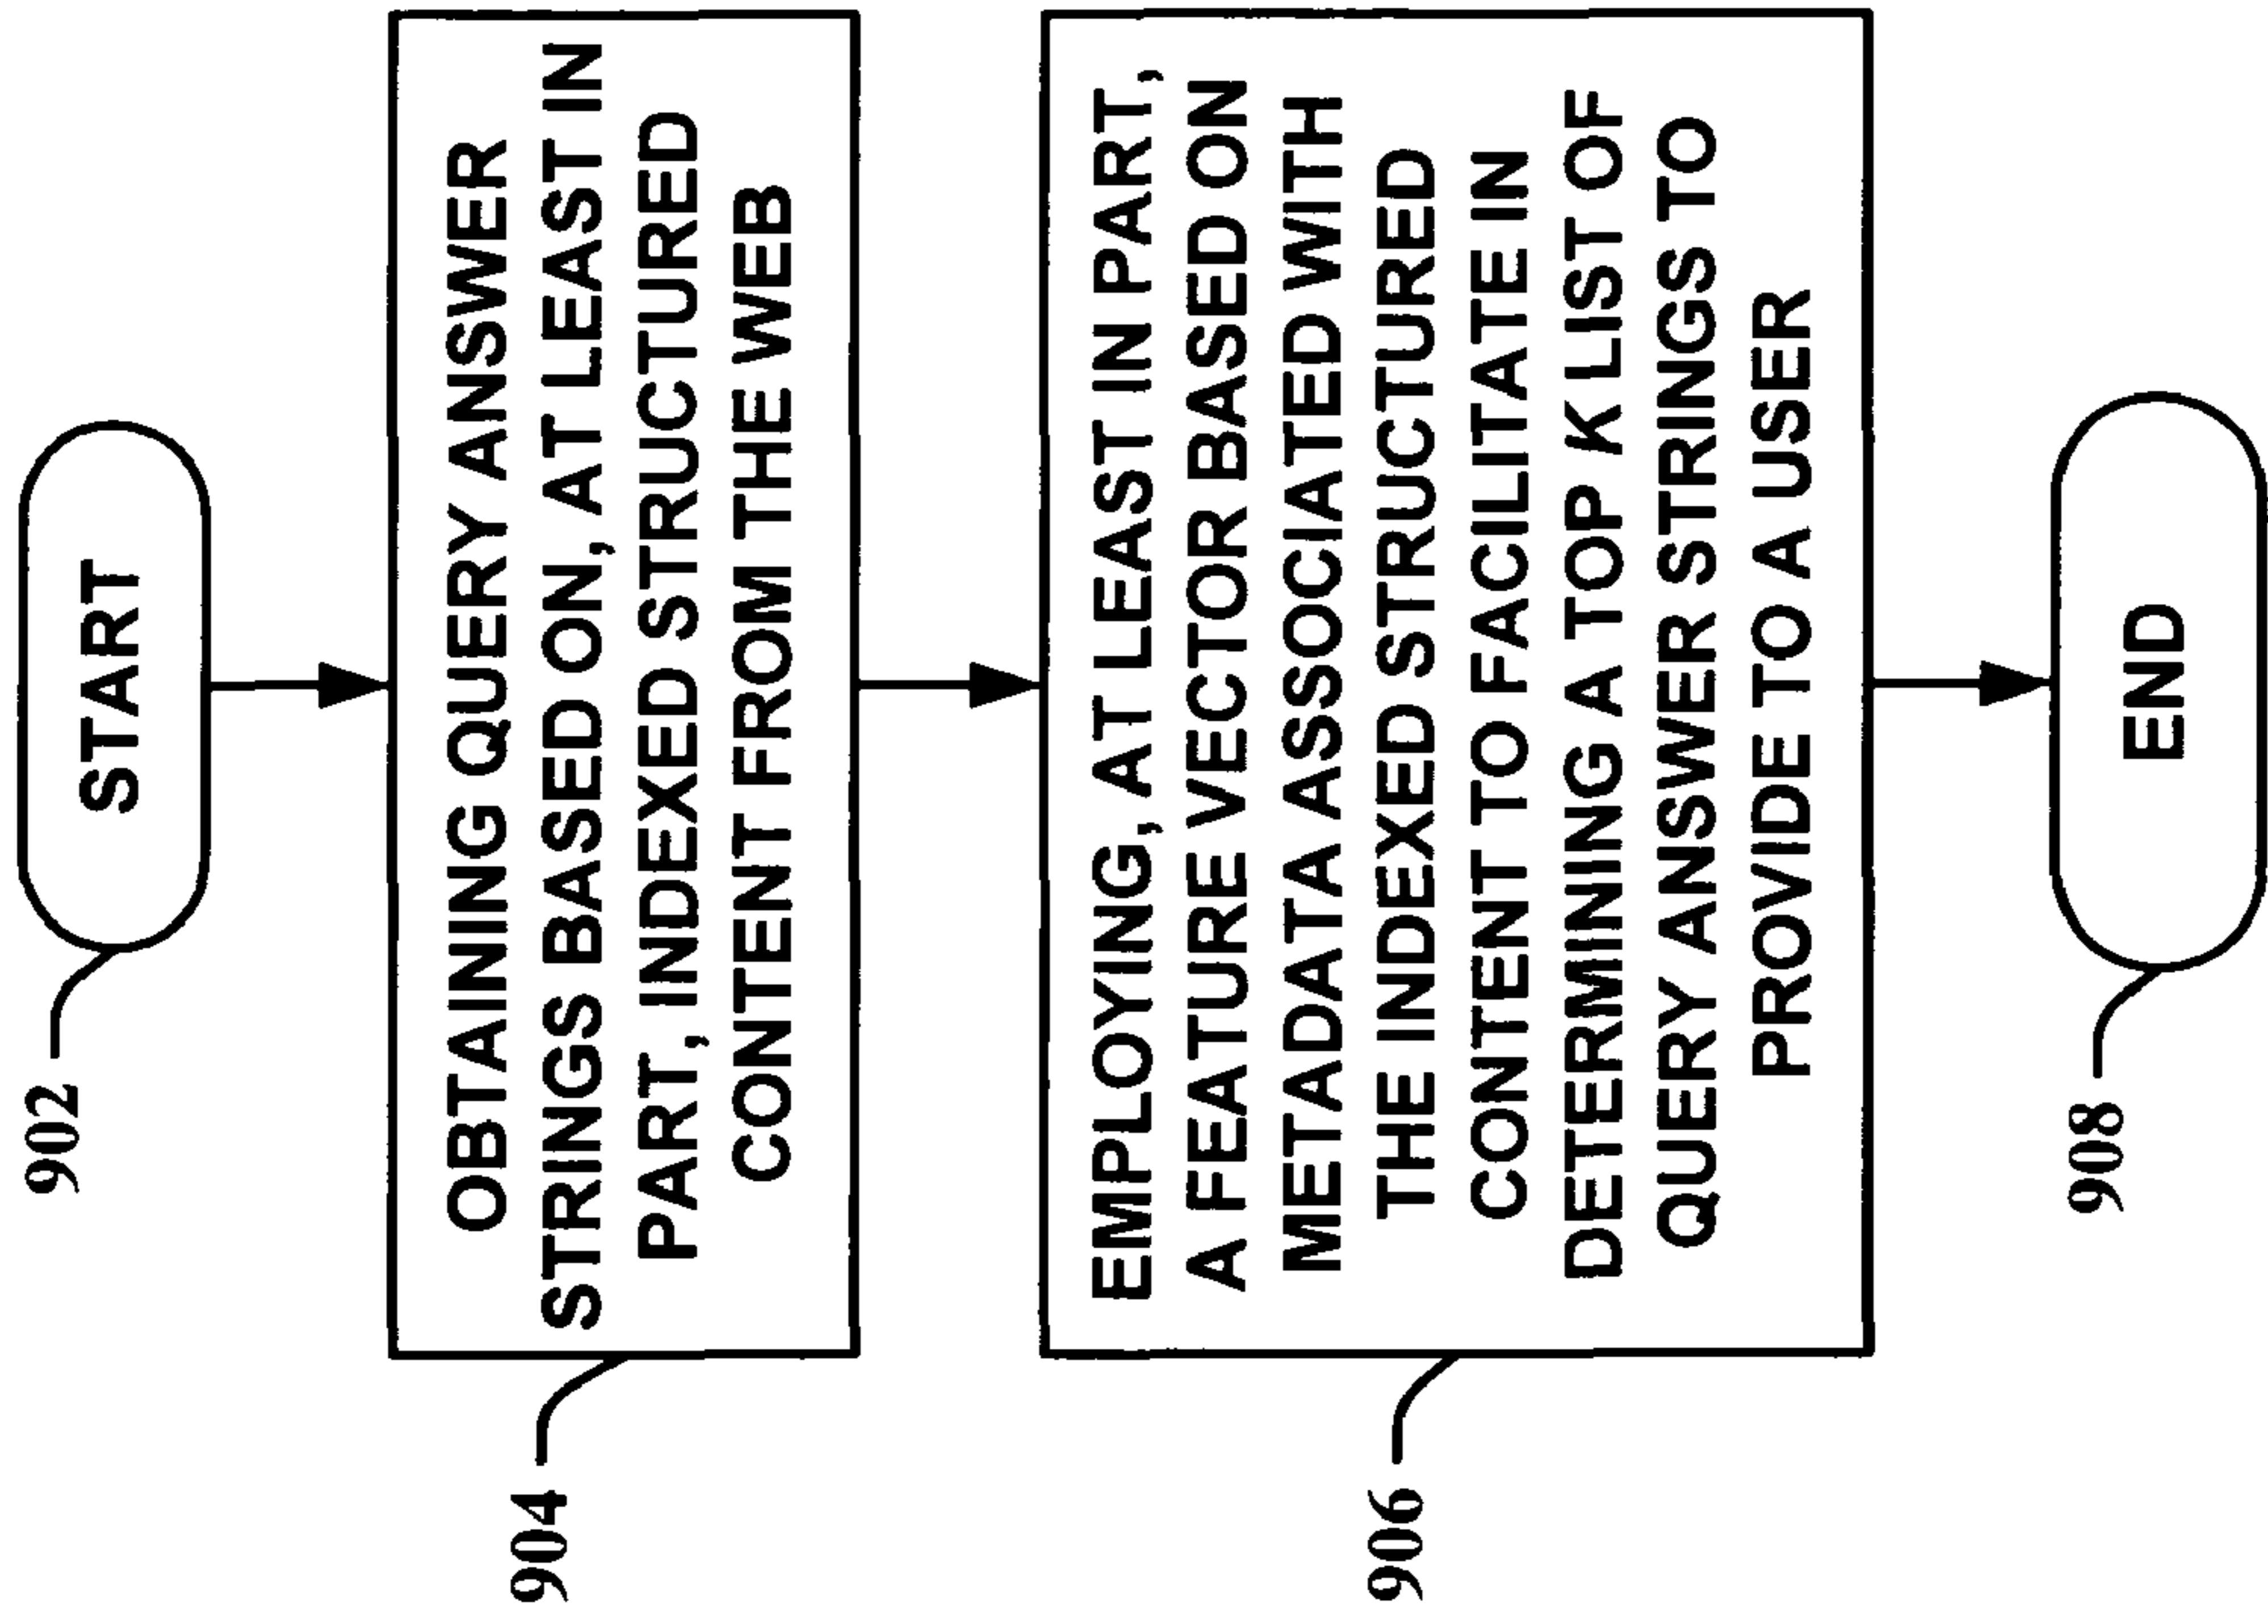 902
START
904
OBTAINING QUERY ANSWER
STRINGS BASED ON, AT LEAST IN
PART, INDEXED STRUCTURED
CONTENT FROM THE WEB
906
EMPLOYING, AT LEAST IN PART,
A FEATURE VECTOR BASED ON
METADATA ASSOCIATED WITH
THE INDEXED STRUCTURED
CONTENT TO FACILITATE IN
DETERMINING A TOP K LIST OF
QUERY ANSWER STRINGS TO
PROVIDE TO A USER
908
END